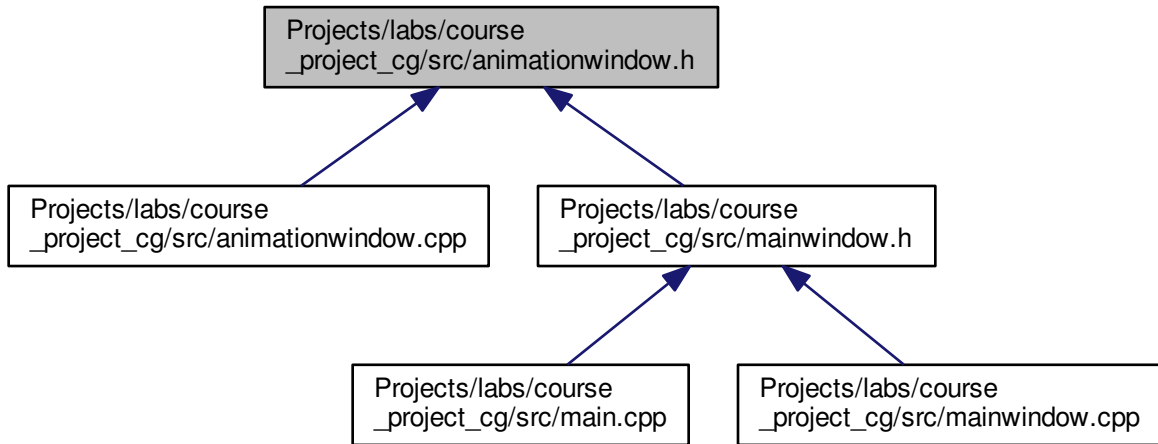 Projects/labs/course
_project_cg/src/animationwindow.h
Projects/labs/course
_project_cg/src/animationwindow.cpp
Projects/labs/course
_project_cg/src/mainwindow.h
Projects/labs/course
_project_cg/src/main.cpp
Projects/labs/course
_project_cg/src/mainwindow.cpp